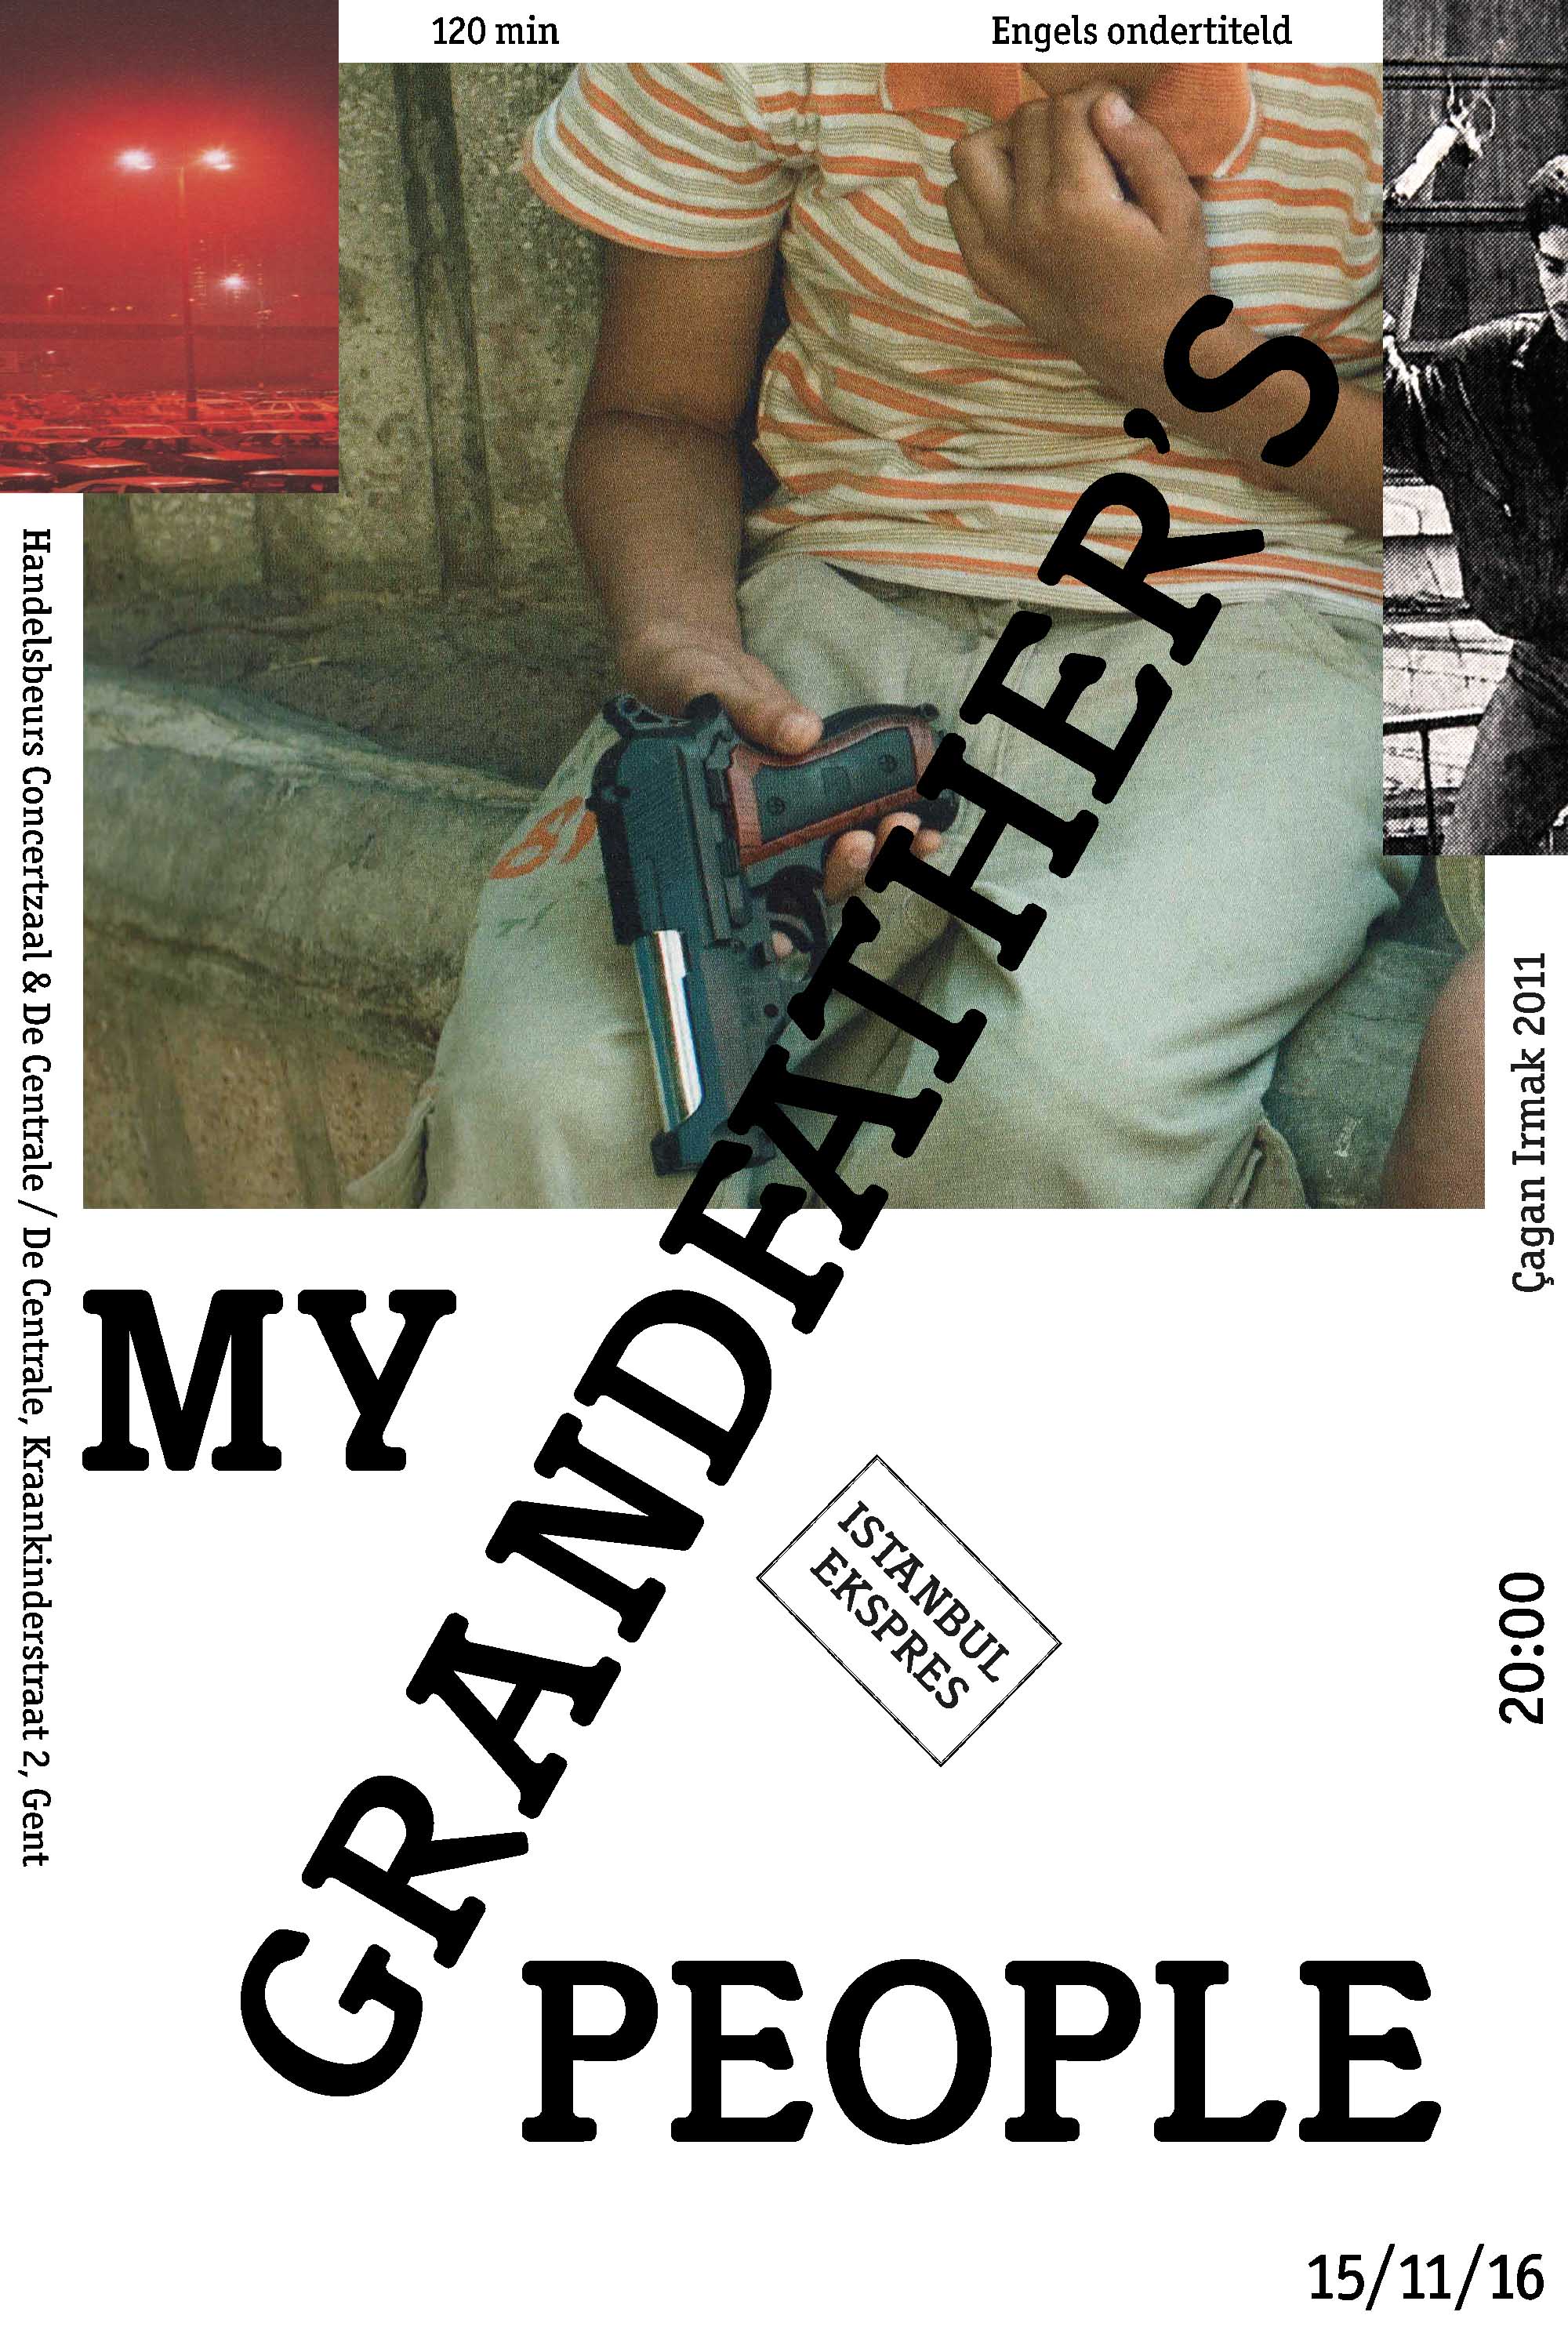 120 min
Engels ondertiteld
Handelsbeurs Concertzaal & De Centrale / De Centrale, Kraankinderstraat 2, Gent
Çagan Irmak 2011
MY
GRANDFATHER'S
PEOPLE
ISTANBUL
EKSPRES
20:00
15/11/16